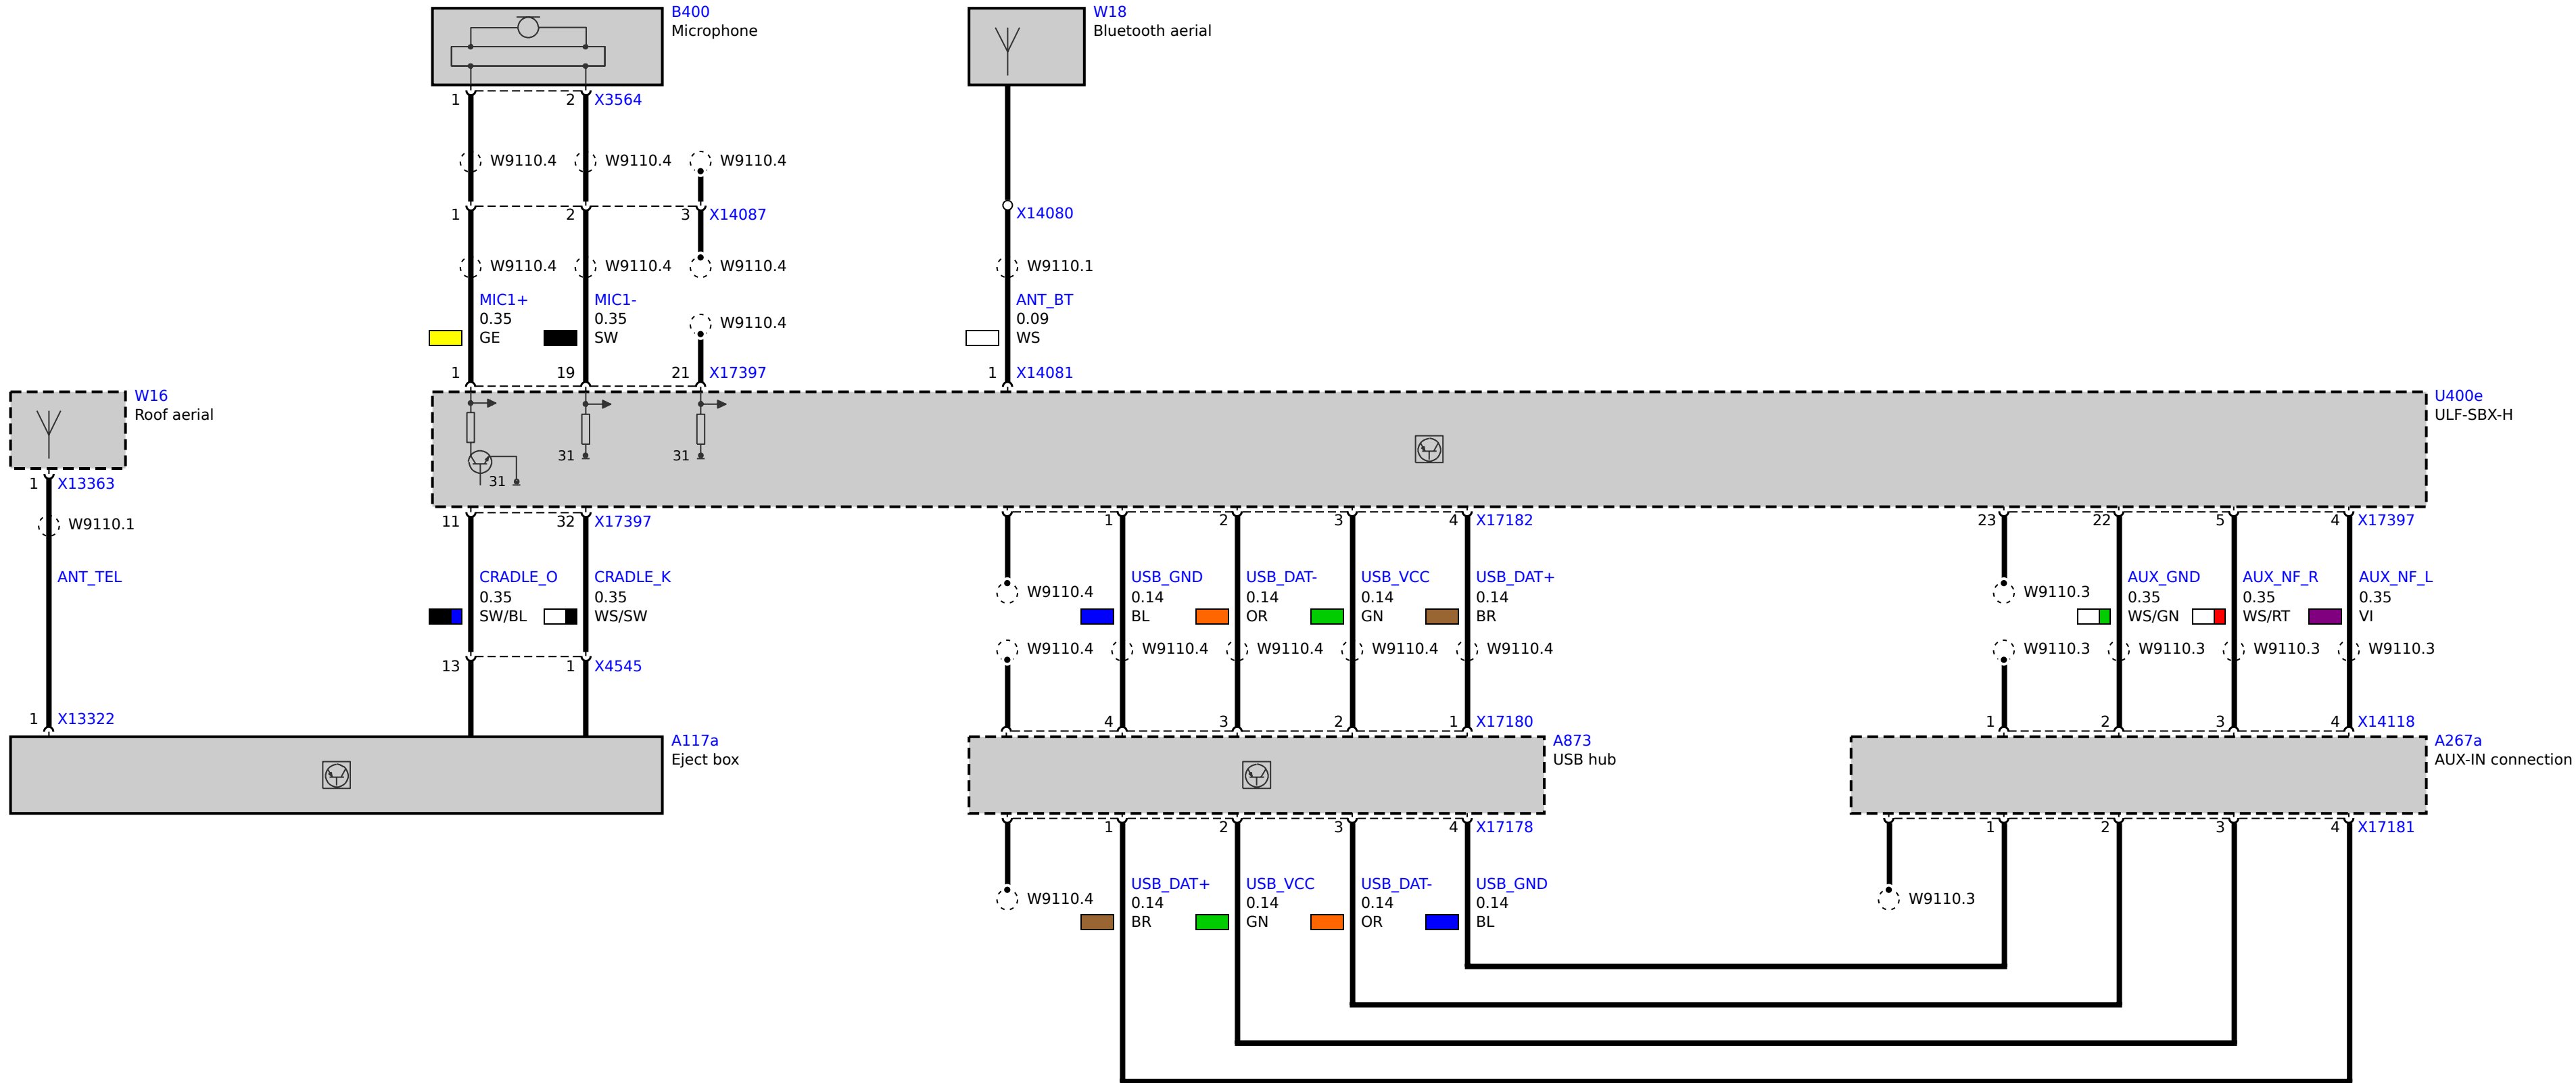 B400
Microphone
W18
Bluetooth aerial
1
2
X3564
W9110.4
W9110.4
W9110.4
1
2
3
X14087
X14080
W9110.4
W9110.4
W9110.4
W9110.1
MIC1+
0.35
GE
MIC1-
0.35
SW
W9110.4
ANT_BT
0.09
WS
1
19
21
X17397
1
X14081
W16
Roof aerial
U400e
ULF-SBX-H
31
31
31
1
X13363
W9110.1
ANT_TEL
1
X13322
11
32
X17397
CRADLE_O
0.35
SW/BL
CRADLE_K
0.35
WS/SW
13
1
X4545
A117a
Eject box
1
2
3
4
X17182
W9110.4
USB_GND
0.14
BL
USB_DAT-
0.14
OR
USB_VCC
0.14
GN
USB_DAT+
0.14
BR
W9110.4
W9110.4
W9110.4
W9110.4
W9110.4
4
3
2
1
X17180
A873
USB hub
23
22
5
4
X17397
W9110.3
AUX_GND
0.35
WS/GN
AUX_NF_R
0.35
WS/RT
AUX_NF_L
0.35
VI
W9110.3
W9110.3
W9110.3
W9110.3
1
2
3
4
X14118
A267a
AUX-IN connection
1
2
3
4
X17178
W9110.4
USB_DAT+
0.14
BR
USB_VCC
0.14
GN
USB_DAT-
0.14
OR
USB_GND
0.14
BL
1
2
3
4
X17181
W9110.3